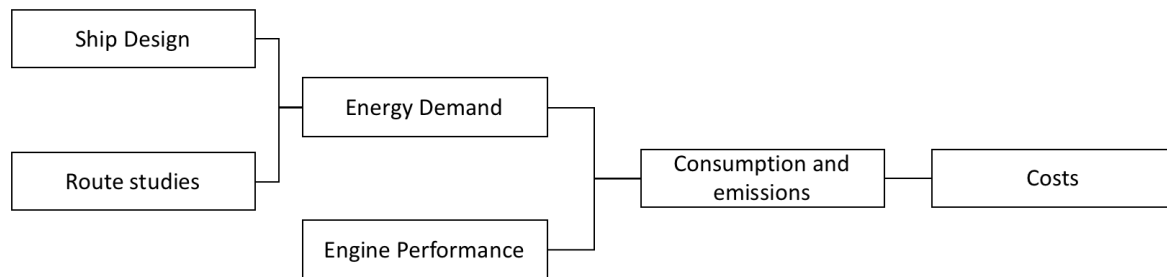 Ship Design
Route studies
Energy Demand
Engine Performance
Consumption and
emissions
Costs